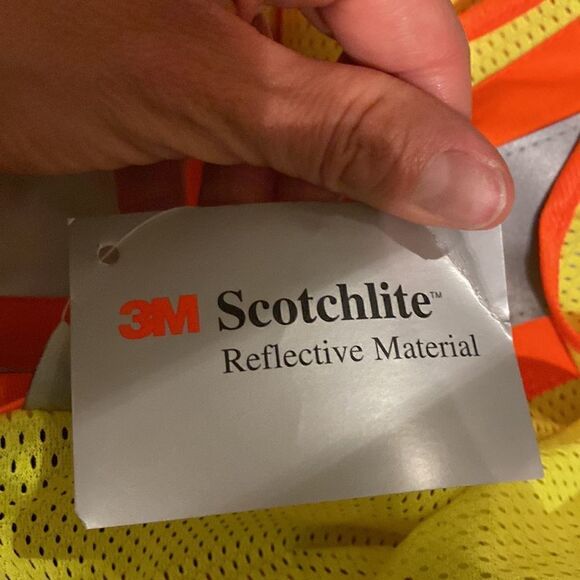 3M Scotchlite™
Reflective Material